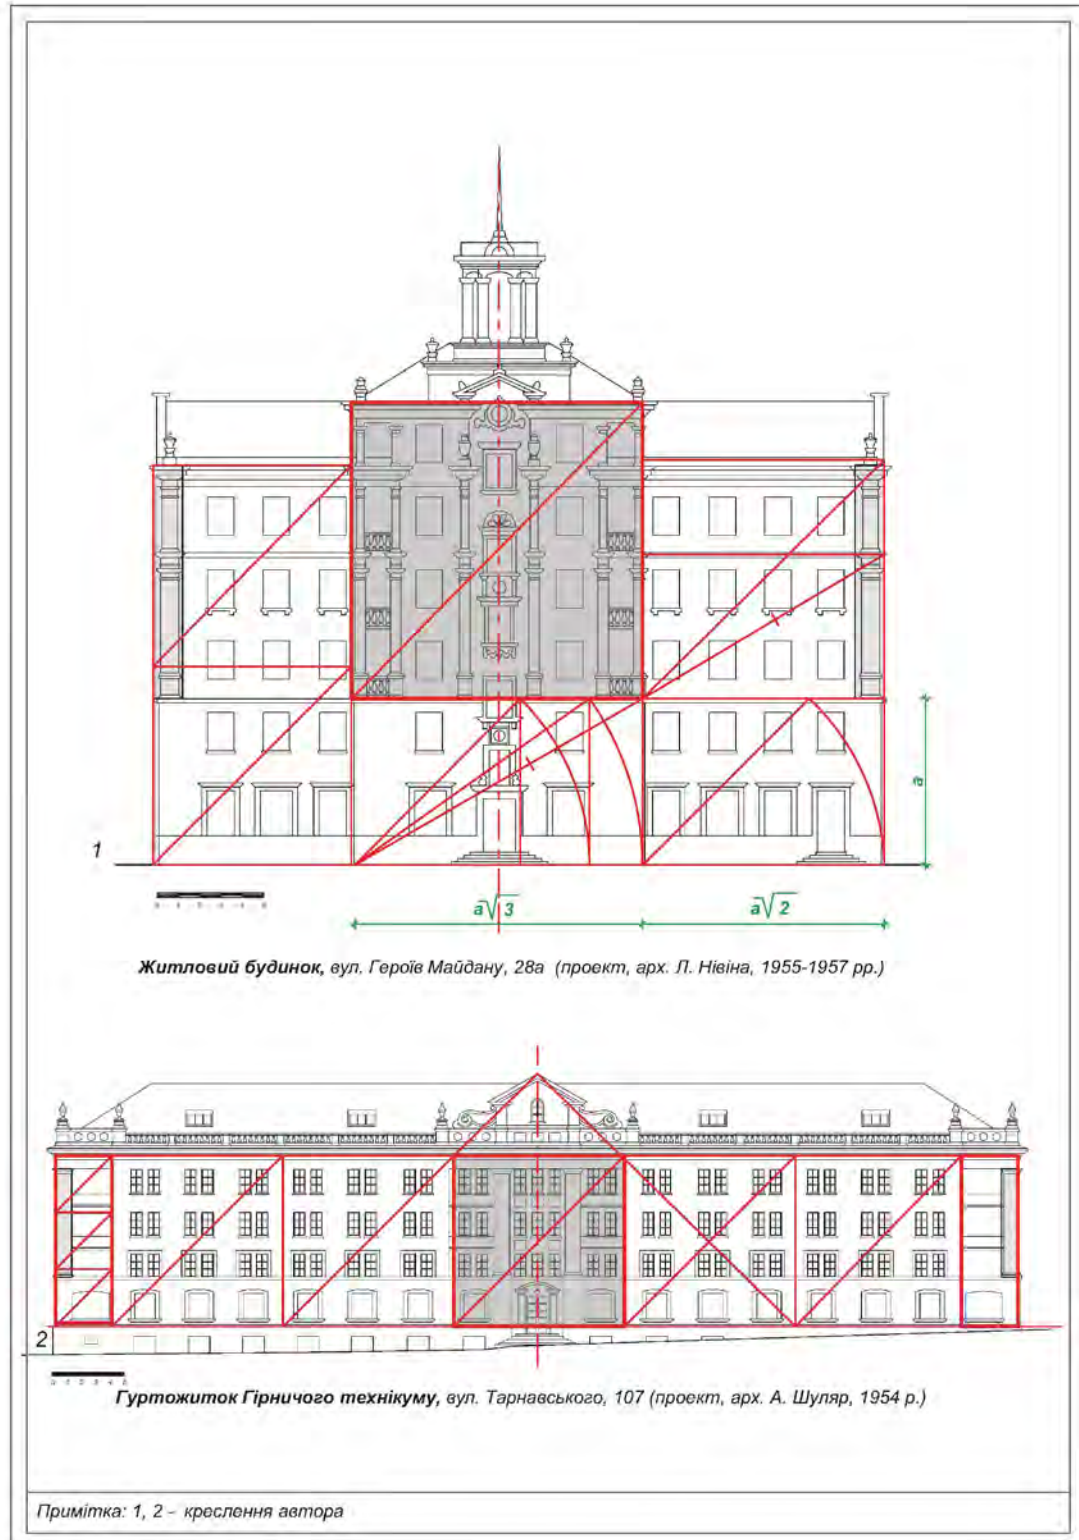 a
1
a√3
a√2
Житловий будинок, вул. Героїв Майдану, 28а (проект, арх. Л. Нівіна, 1955-1957 рр.)
2
Гуртожиток Гірничого технікуму, вул. Тарнавського, 107 (проект, арх. А. Шуляр, 1954 р.)
Примітка: 1, 2 - креслення автора